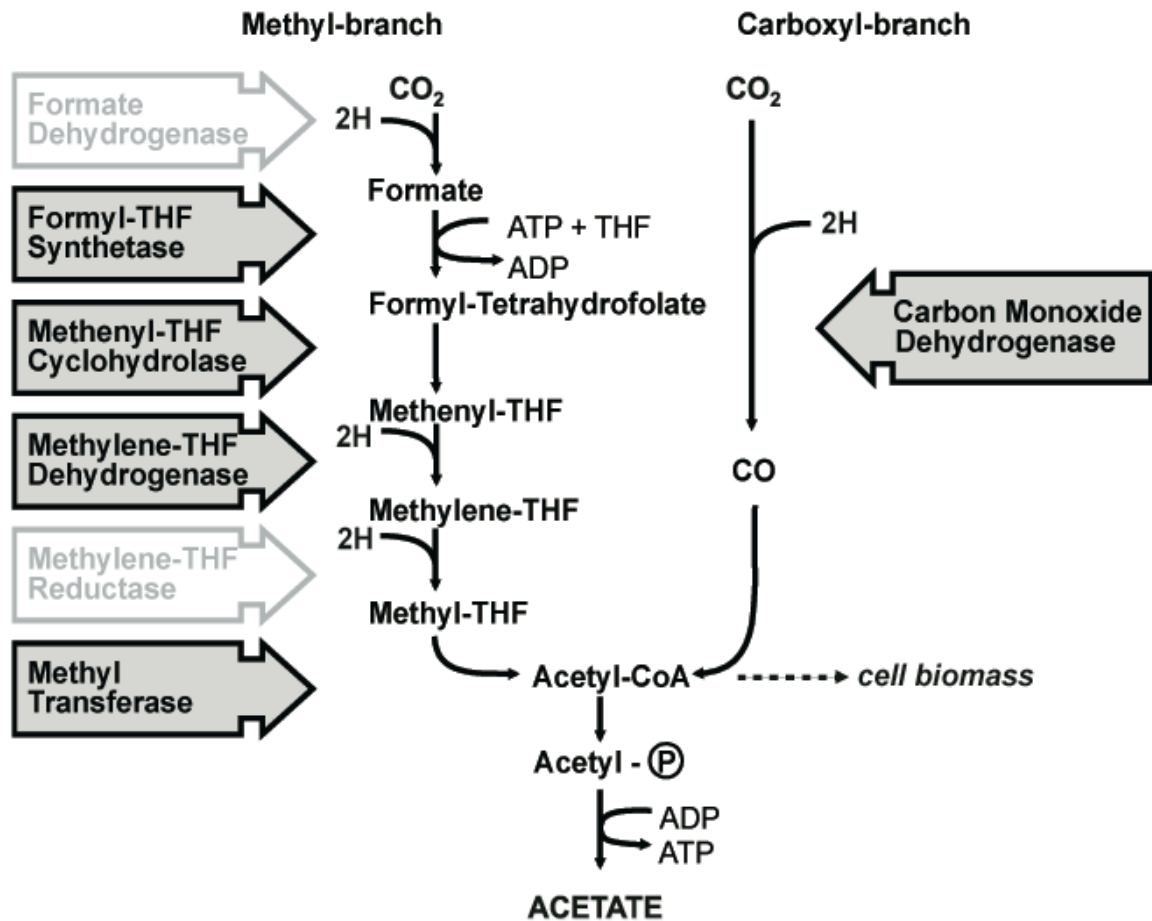 Methyl-branch
Carboxyl-branch
Formate
Dehydrogenase
Formyl-THF
Synthetase
Methenyl-THF
Cyclohydrolase
Methylene-THF
Dehydrogenase
Methylene-THF
Reductase
Methyl
Transferase
CO₂
2H
Formate
ATP + THF
ADP
Formyl-Tetrahydrofolate
Methenyl-THF
2H
Methylene-THF
2H
Methyl-THF
CO₂
2H
Carbon Monoxide
Dehydrogenase
CO
Acetyl-CoA
cell biomass
Acetyl - Ⓟ
ADP
ATP
ACETATE